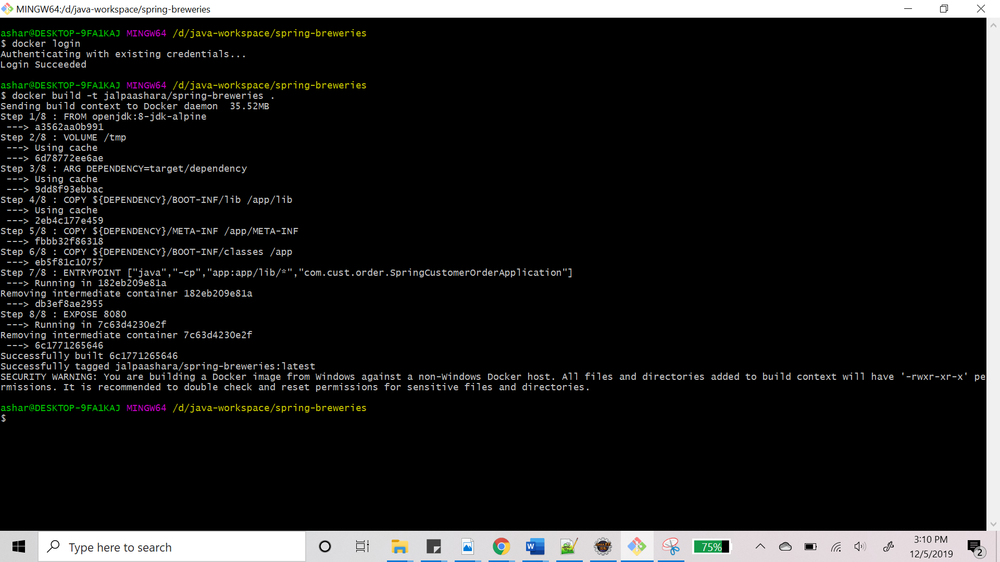 MINGW64:/d/java-workspace/spring-breweries
ashar@DESKTOP-9FA1KAJ MINGW64 /d/java-workspace/spring-breweries
$ docker login
Authenticating with existing credentials...
Login Succeeded
ashar@DESKTOP-9FA1KAJ MINGW64 /d/java-workspace/spring-breweries
$ docker build -t jalpaashara/spring-breweries .
Sending build context to Docker daemon  35.52MB
Step 1/8 : FROM openjdk:8-jdk-alpine
 ---> a3562aa0b991
Step 2/8 : VOLUME /tmp
 ---> Using cache
 ---> 6d78772ee6ae
Step 3/8 : ARG DEPENDENCY=target/dependency
 ---> Using cache
 ---> 9dd8f93ebbac
Step 4/8 : COPY ${DEPENDENCY}/BOOT-INF/lib /app/lib
 ---> Using cache
 ---> 2eb4c177e459
Step 5/8 : COPY ${DEPENDENCY}/META-INF /app/META-INF
 ---> fbbb32f86318
Step 6/8 : COPY ${DEPENDENCY}/BOOT-INF/classes /app
 ---> eb5f81c10757
Step 7/8 : ENTRYPOINT ["java","-cp","app:app/lib/*","com.cust.order.SpringCustomerOrderApplication"]
 ---> Running in 182eb209e81a
Removing intermediate container 182eb209e81a
 ---> db3ef8ae2955
Step 8/8 : EXPOSE 8080
 ---> Running in 7c63d4230e2f
Removing intermediate container 7c63d4230e2f
 ---> 6c1771265646
Successfully built 6c1771265646
Successfully tagged jalpaashara/spring-breweries:latest
SECURITY WARNING: You are building a Docker image from Windows against a non-Windows Docker host. All files and directories added to build context will have '-rwxr-xr-x' pe
rmissions. It is recommended to double check and reset permissions for sensitive files and directories.
ashar@DESKTOP-9FA1KAJ MINGW64 /d/java-workspace/spring-breweries
$
Type here to search
W
Java EE
IDE
75%
3:10 PM
12/5/2019
2